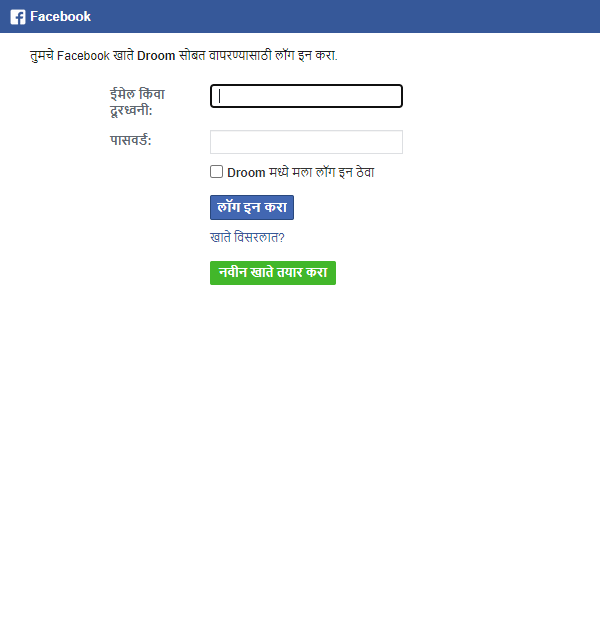 Facebook
तुमचे Facebook खाते Droom सोबत वापरण्यासाठी लॉग इन करा.
ईमेल किंवा
दूरध्वनी:
पासवर्ड:
Droom मध्ये मला लॉग इन ठेवा
लॉग इन करा
खाते विसरलात?
नवीन खाते तयार करा